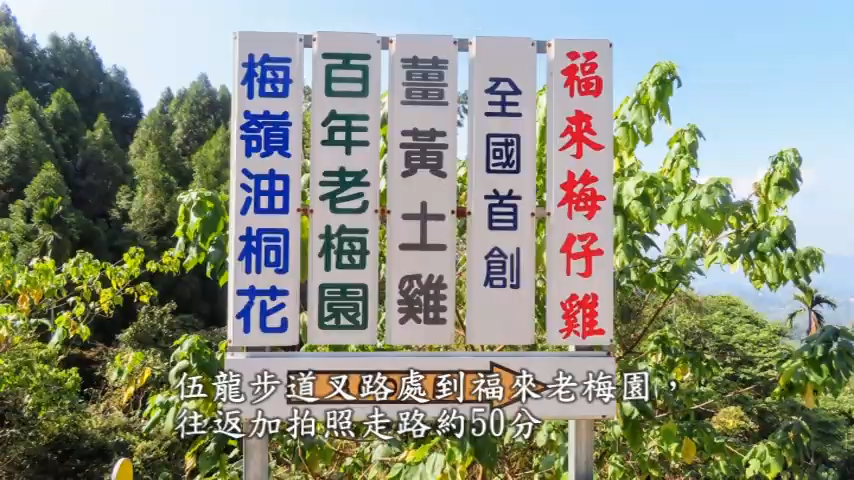 福來梅仔雞
全國首創
薑黃土雞
百年老梅園
梅嶺油桐花
伍龍步道叉路處到福來老梅園，
往返加拍照走路約50分